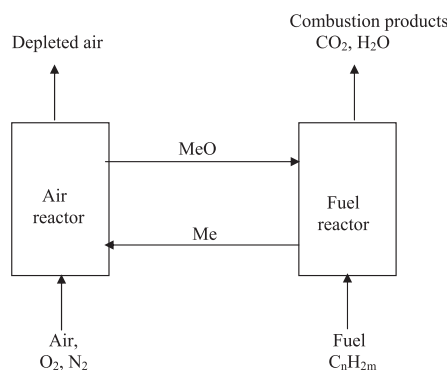 Depleted air
Combustion products
CO₂, H₂O
MeO
Air
reactor
Fuel
reactor
Me
Air,
O₂, N₂
Fuel
CₙH₂ₘ